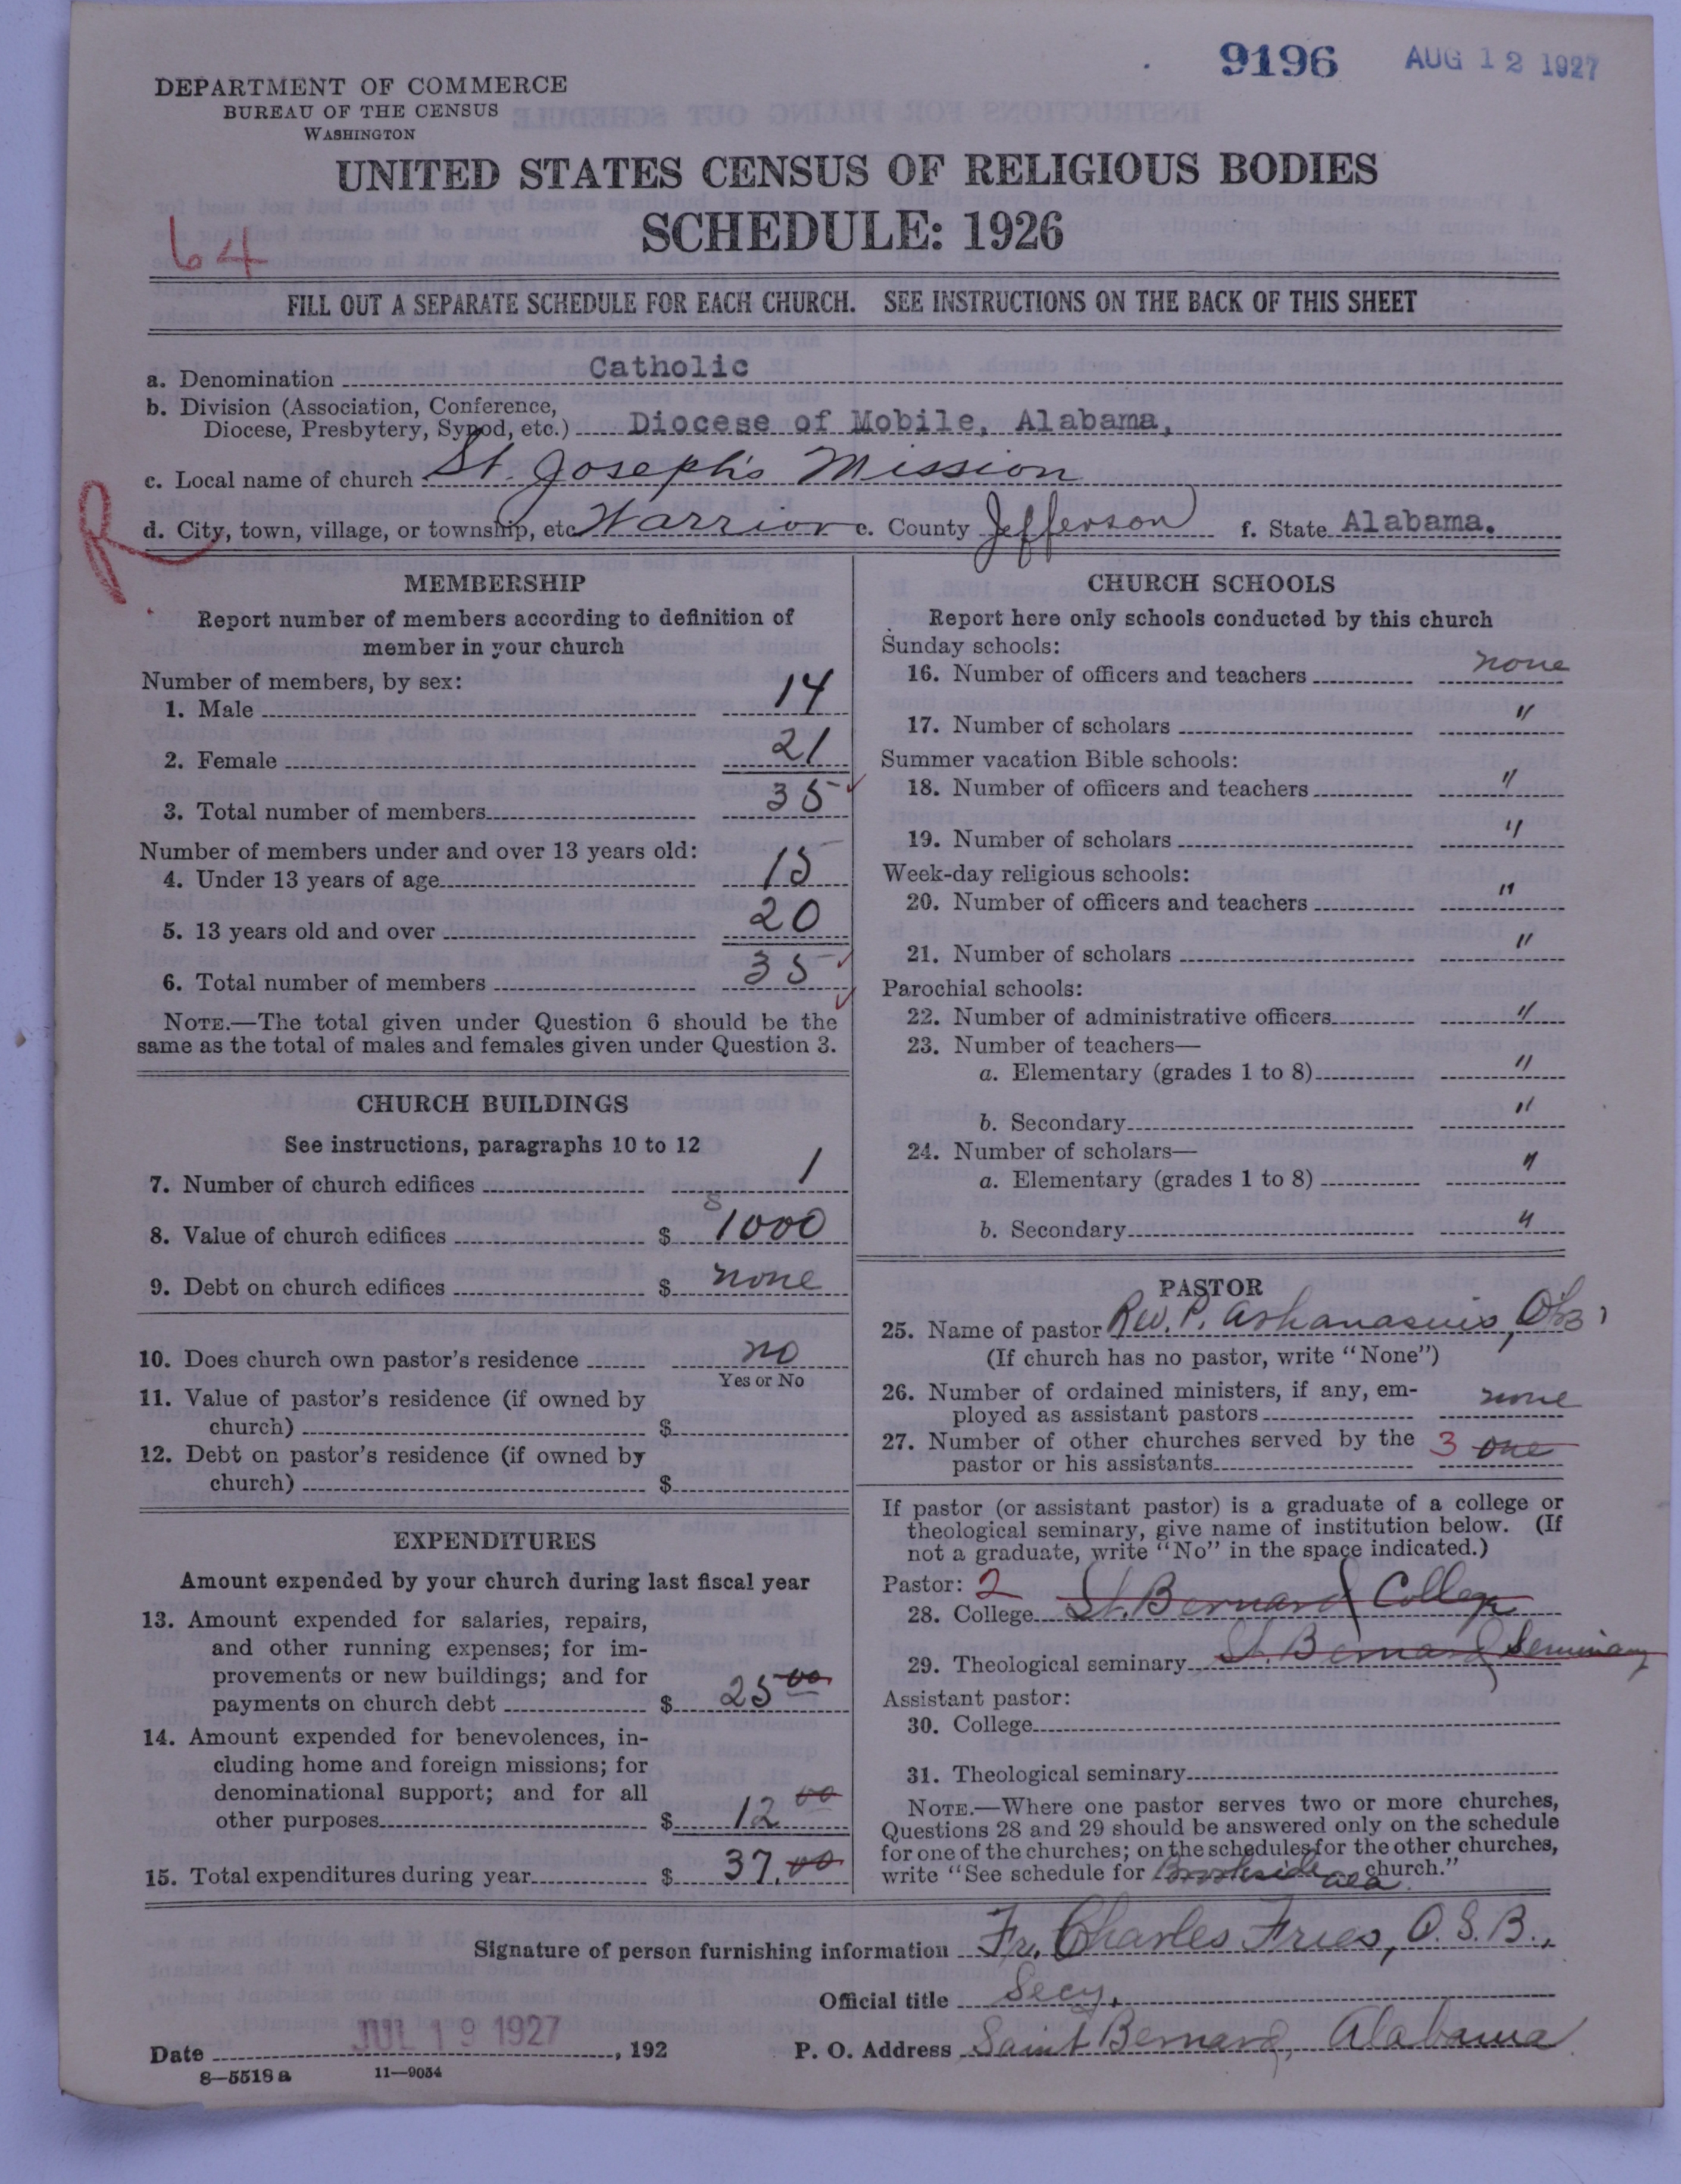 9196 AUG 12 1927
DEPARTMENT OF COMMERCE
BUREAU OF THE CENSUS
WASHINGTON
UNITED STATES CENSUS OF RELIGIOUS BODIES
SCHEDULE: 1926
64
FILL OUT A SEPARATE SCHEDULE FOR EACH CHURCH. SEE INSTRUCTIONS ON THE BACK OF THIS SHEET
a. Denomination Catholic
b. Division (Association, Conference,
Diocese, Presbytery, Synod, etc.) Diocese of Mobile, Alabama,
c. Local name of church St. Joseph's Mission
R
d. City, town, village, or township, etc Warrior e. County Jefferson f. State Alabama.
MEMBERSHIP
Report number of members according to definition of
member in your church
Number of members, by sex:
1. Male 14
2. Female 21
3. Total number of members 35
Number of members under and over 13 years old:
4. Under 13 years of age 15
5. 13 years old and over 20
6. Total number of members 35
NOTE.—The total given under Question 6 should be the
same as the total of males and females given under Question 3.
CHURCH BUILDINGS
See instructions, paragraphs 10 to 12
7. Number of church edifices 1
8
8. Value of church edifices $ 1000
9. Debt on church edifices $ none
10. Does church own pastor's residence no
Yes or No
11. Value of pastor's residence (if owned by
church) $
12. Debt on pastor's residence (if owned by
church) $
EXPENDITURES
Amount expended by your church during last fiscal year
13. Amount expended for salaries, repairs,
and other running expenses; for im-
provements or new buildings; and for
payments on church debt $ 25 00
14. Amount expended for benevolences, in-
cluding home and foreign missions; for
denominational support; and for all
other purposes $ 12 00
15. Total expenditures during year $ 37.00
CHURCH SCHOOLS
Report here only schools conducted by this church
Sunday schools:
16. Number of officers and teachers none
17. Number of scholars "
Summer vacation Bible schools:
18. Number of officers and teachers "
19. Number of scholars "
Week-day religious schools:
20. Number of officers and teachers "
21. Number of scholars "
Parochial schools:
22. Number of administrative officers "
23. Number of teachers—
a. Elementary (grades 1 to 8) "
b. Secondary "
24. Number of scholars—
a. Elementary (grades 1 to 8) "
b. Secondary "
PASTOR
25. Name of pastor Rev. P.
(If church has no pastor, write "None")
26. Number of ordained ministers, if any, em-
ployed as assistant pastors none
27. Number of other churches served by the 3 one
pastor or his assistants
If pastor (or assistant pastor) is a graduate of a college or
theological seminary, give name of institution below. (If
not a graduate, write "No" in the space indicated.)
Pastor: 2
28. College St. Bernard College
29. Theological seminary St. Bernard Seminary
Assistant pastor:
30. College
31. Theological seminary
NOTE.—Where one pastor serves two or more churches,
Questions 28 and 29 should be answered only on the schedule
for one of the churches; on the schedules for the other churches,
write "See schedule for Brookside Ala. church."
Signature of person furnishing information Fr. Charles Fries, O.S.B.,
Official title Secy.
Date JUL 19 1927, 192 P. O. Address Saint Bernard, Alabama
8—5518 a 11—9054